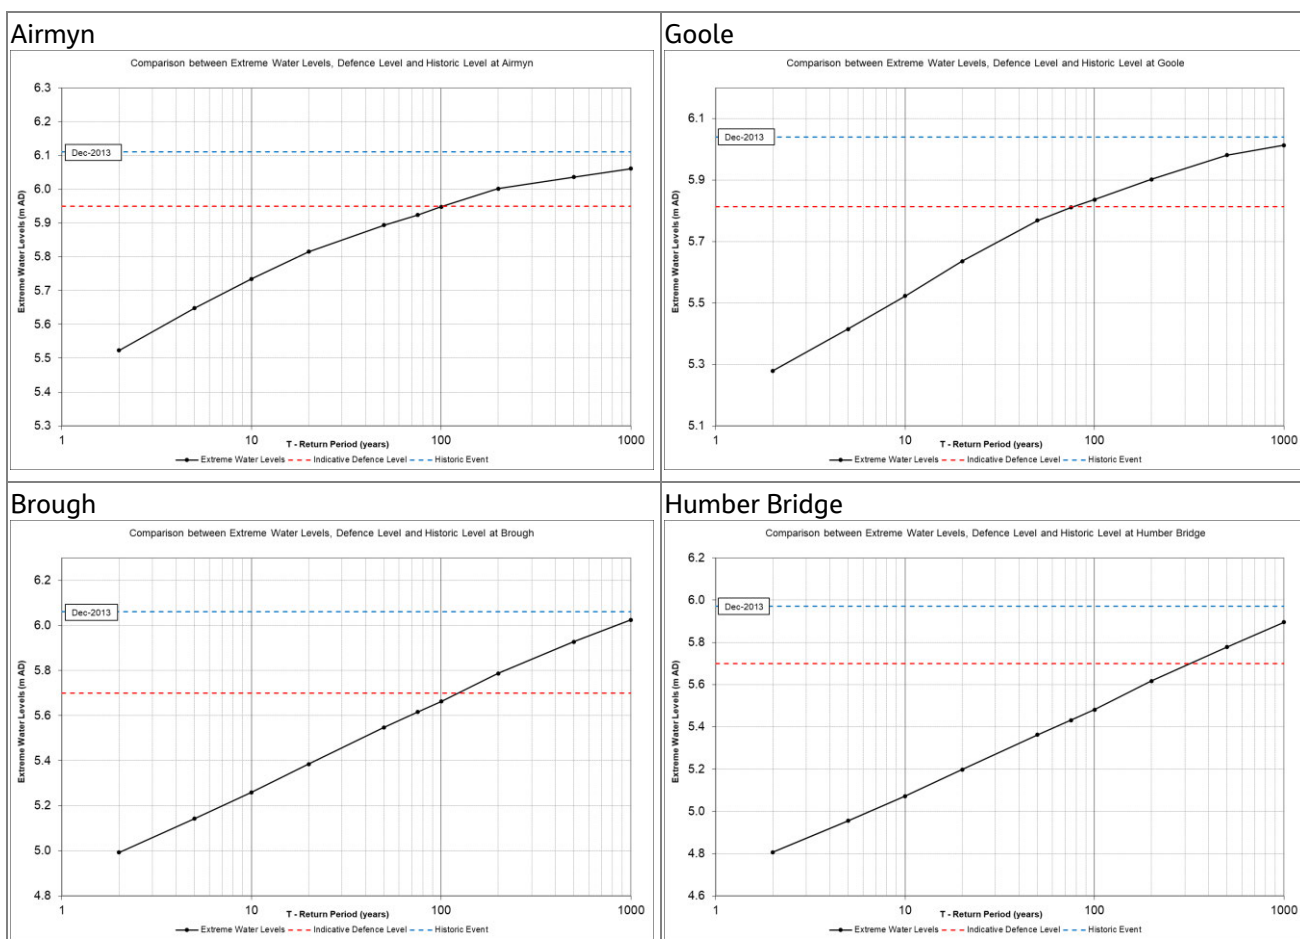 Airmyn
Comparison between Extreme Water Levels, Defence Level and Historic Level at Airmyn
Extreme Water Levels (m AD)
6.3
6.2
6.1
6.0
5.9
5.8
5.7
5.6
5.5
5.4
5.3
Dec-2013
1
10
100
1000
T - Return Period (years)
Extreme Water Levels
Indicative Defence Level
Historic Event
Goole
Comparison between Extreme Water Levels, Defence Level and Historic Level at Goole
Extreme Water Levels (m AD)
6.1
5.9
5.7
5.5
5.3
5.1
Dec-2013
1
10
100
1000
T - Return Period (years)
Extreme Water Levels
Indicative Defence Level
Historic Event
Brough
Comparison between Extreme Water Levels, Defence Level and Historic Level at Brough
Extreme Water Levels (m AD)
6.2
6.0
5.8
5.6
5.4
5.2
5.0
4.8
Dec-2013
1
10
100
1000
T - Return Period (years)
Extreme Water Levels
Indicative Defence Level
Historic Event
Humber Bridge
Comparison between Extreme Water Levels, Defence Level and Historic Level at Humber Bridge
Extreme Water Levels (m AD)
6.2
6.0
5.8
5.6
5.4
5.2
5.0
4.8
4.6
Dec-2013
1
10
100
1000
T - Return Period (years)
Extreme Water Levels
Indicative Defence Level
Historic Event